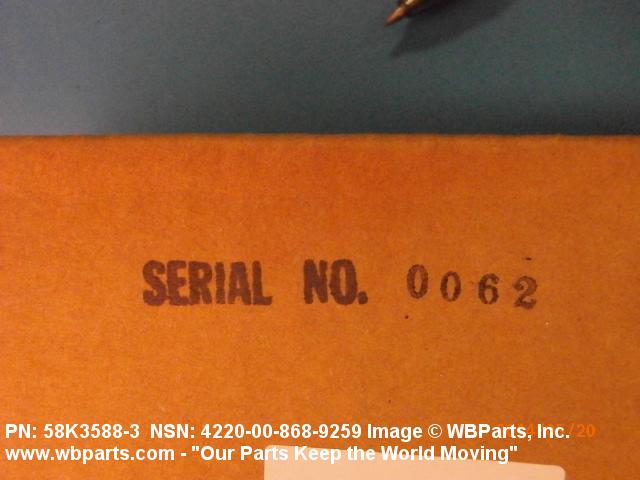 SERIAL NO. 0062
PN: 58K3588-3 NSN: 4220-00-868-9259 Image © WBParts, Inc. /20
www.wbparts.com - "Our Parts Keep the World Moving"